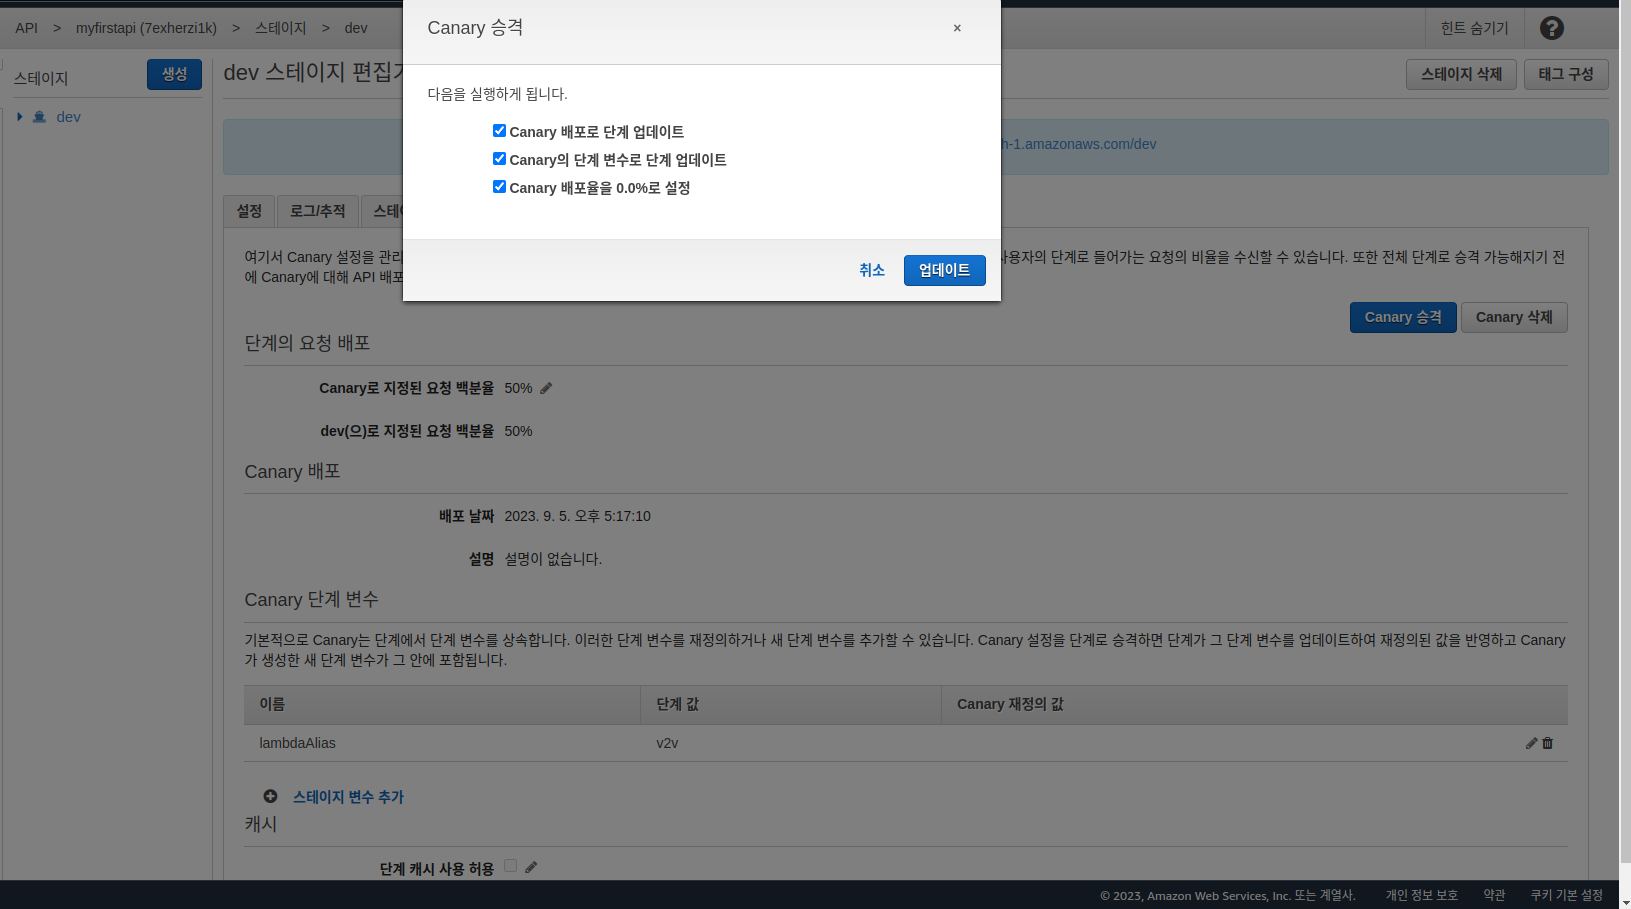 API > myfirstapi (7exherzi1k) > 스테이지 > dev
힌트 숨기기
Canary 승격
×
스테이지
생성
dev 스테이지 편집기
스테이지 삭제
태그 구성
dev
다음을 실행하게 됩니다.
Canary 배포로 단계 업데이트
Canary의 단계 변수로 단계 업데이트
Canary 배포율을 0.0%로 설정
h-1.amazonaws.com/dev
설정
로그/추적
취소
업데이트
여기서 Canary 설정을 관리
사용자의 단계로 들어가는 요청의 비율을 수신할 수 있습니다. 또한 전체 단계로 승격 가능해지기 전
에 Canary에 대해 API 배포
Canary 승격
Canary 삭제
단계의 요청 배포
Canary로 지정된 요청 백분율 50%
dev(으)로 지정된 요청 백분율 50%
Canary 배포
배포 날짜 2023. 9. 5. 오후 5:17:10
설명 설명이 없습니다.
Canary 단계 변수
기본적으로 Canary는 단계에서 단계 변수를 상속합니다. 이러한 단계 변수를 재정의하거나 새 단계 변수를 추가할 수 있습니다. Canary 설정을 단계로 승격하면 단계가 그 단계 변수를 업데이트하여 재정의된 값을 반영하고 Canary
가 생성한 새 단계 변수가 그 안에 포함됩니다.
이름 단계 값 Canary 재정의 값
lambdaAlias v2v
스테이지 변수 추가
캐시
단계 캐시 사용 허용
© 2023, Amazon Web Services, Inc. 또는 계열사. 개인 정보 보호 약관 쿠키 기본 설정